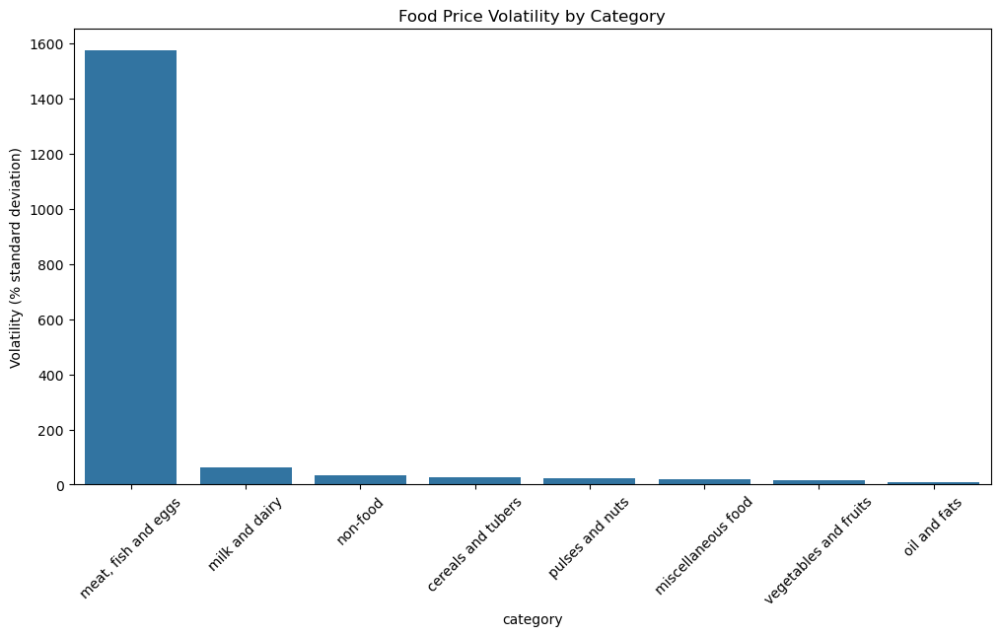 Food Price Volatility by Category
Volatility (% standard deviation)
1600
1400
1200
1000
800
600
400
200
0
meat, fish and eggs
milk and dairy
non-food
cereals and tubers
pulses and nuts
miscellaneous food
vegetables and fruits
oil and fats
category